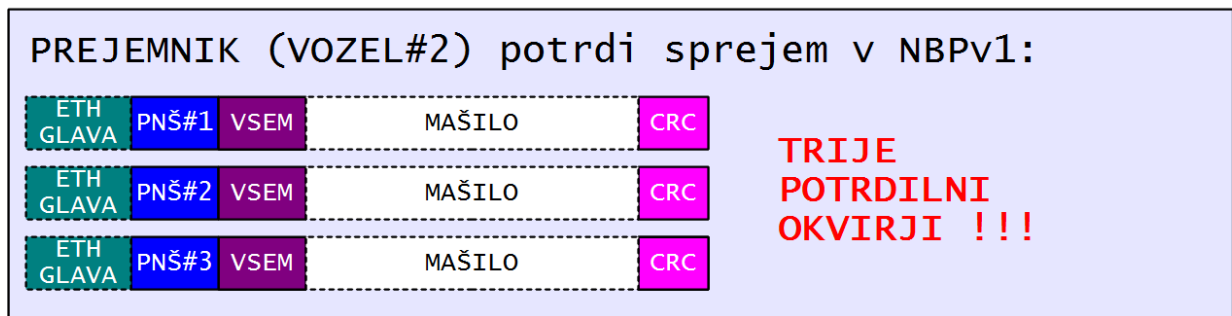 PREJEMNIK (VOZEL#2) potrdi sprejem v NBPv1:
ETH GLAVA PNŠ#1 VSEM MAŠILO CRC
ETH GLAVA PNŠ#2 VSEM MAŠILO CRC
ETH GLAVA PNŠ#3 VSEM MAŠILO CRC
TRIJE
POTRDILNI
OKVIRJI !!!